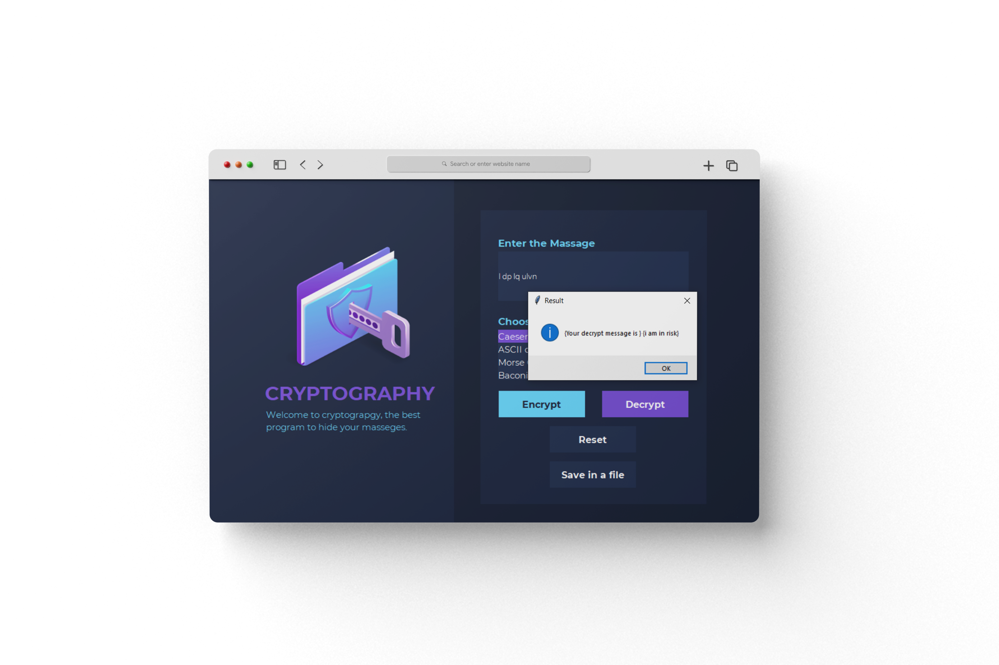 Search or enter website name
CRYPTOGRAPHY
Welcome to cryptograpgy, the best
program to hide your masseges.
Enter the Massage
l dp lq ulvn
Result
{Your decrypt message is } {i am in risk}
OK
Caeser
ASCII
Morse
Encrypt
Decrypt
Reset
Save in a file